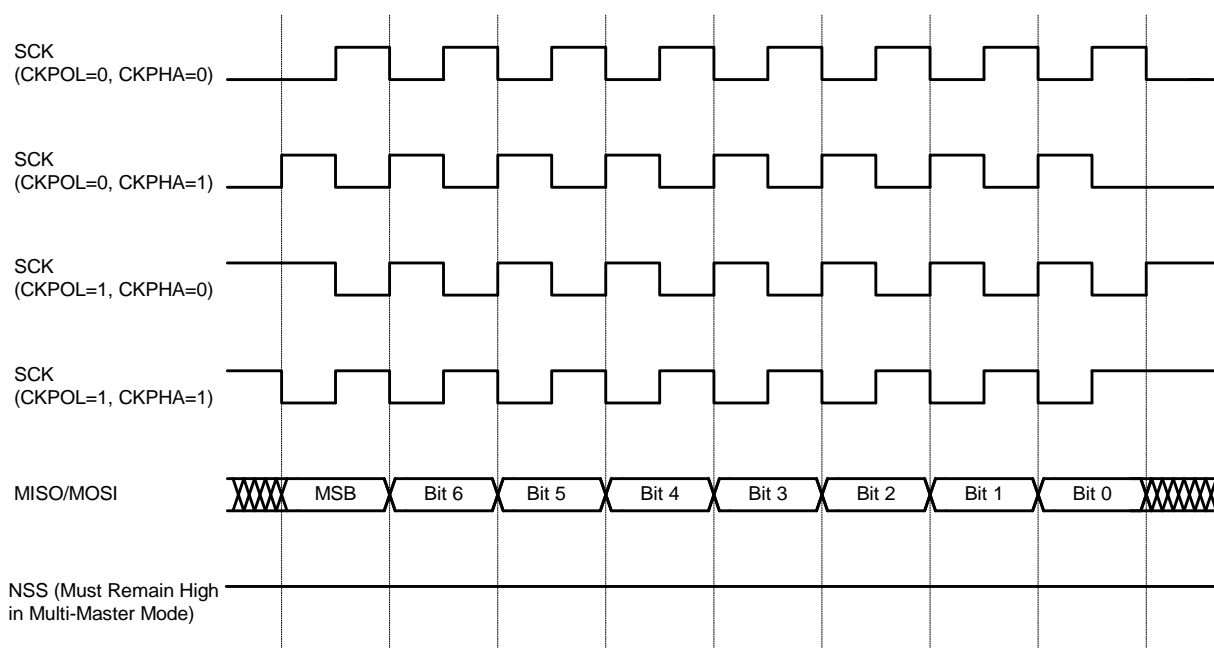 SCK
(CKPOL=0, CKPHA=0)
SCK
(CKPOL=0, CKPHA=1)
SCK
(CKPOL=1, CKPHA=0)
SCK
(CKPOL=1, CKPHA=1)
MISO/MOSI
MSB
Bit 6
Bit 5
Bit 4
Bit 3
Bit 2
Bit 1
Bit 0
NSS (Must Remain High
in Multi-Master Mode)